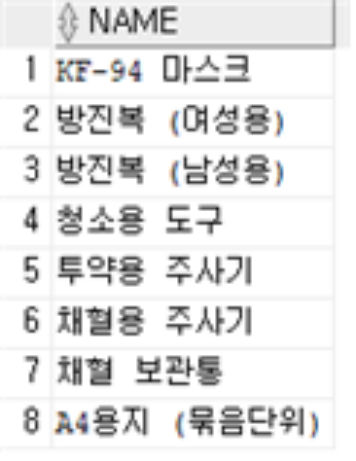 NAME
1 KF-94 마스크
2 방진복 (여성용)
3 방진복 (남성용)
4 청소용 도구
5 투약용 주사기
6 채혈용 주사기
7 채혈 보관통
8 A4용지 (묶음단위)